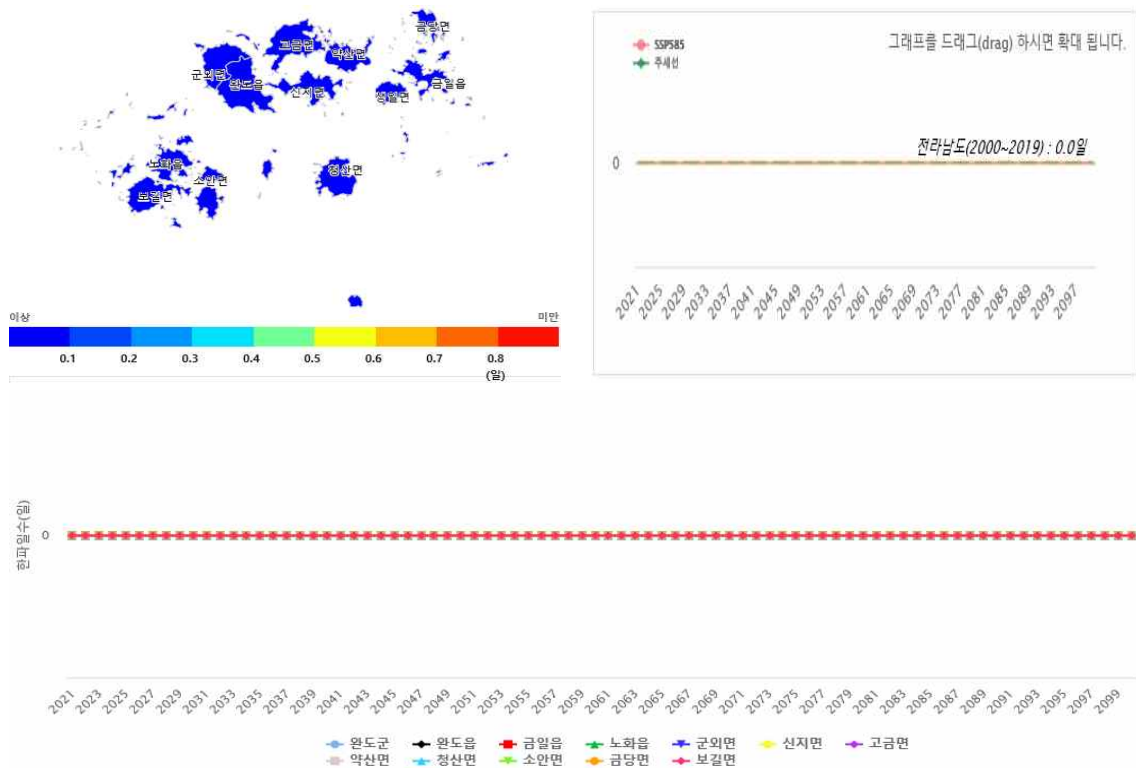 금당면
고금면
약산면
군외면
완도읍
신지면
생일면
금일읍
노화읍
소안면
청산면
보길면
이상
미만
0.1 0.2 0.3 0.4 0.5 0.6 0.7 0.8
(일)
SSP585
추세선
그래프를 드래그(drag) 하시면 확대 됩니다.
전라남도(2000~2019) : 0.0일
0
2021 2025 2029 2033 2037 2041 2045 2049 2053 2057 2061 2065 2069 2073 2077 2081 2085 2089 2093 2097
한파일수(일)
0
2021 2023 2025 2027 2029 2031 2033 2035 2037 2039 2041 2043 2045 2047 2049 2051 2053 2055 2057 2059 2061 2063 2065 2067 2069 2071 2073 2075 2077 2079 2081 2083 2085 2087 2089 2091 2093 2095 2097 2099
완도군 완도읍 금일읍 노화읍 군외면 신지면 고금면
약산면 청산면 소안면 금당면 보길면